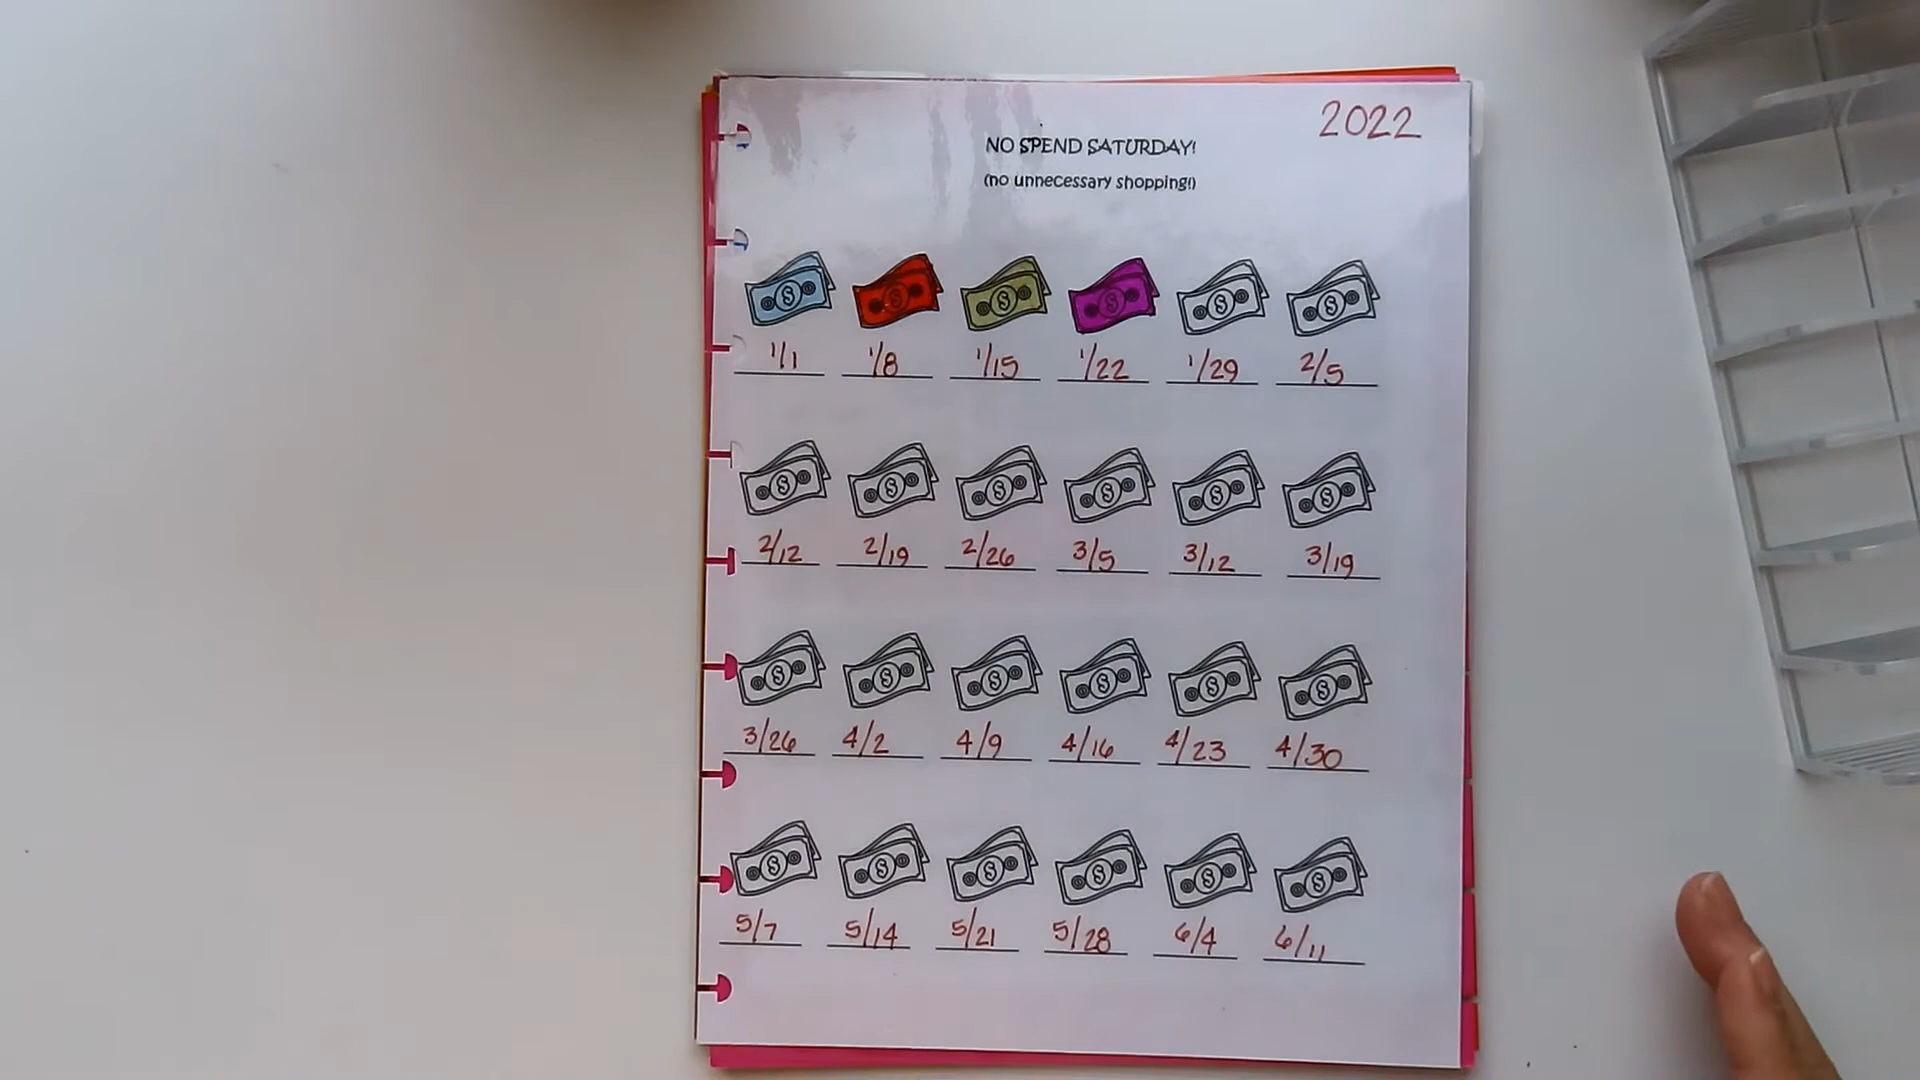 2022
NO SPEND SATURDAY!
(no unnecessary shopping!)
1/1 1/8 1/15 1/22 1/29 2/5
2/12 2/19 2/26 3/5 3/12 3/19
3/26 4/2 4/9 4/16 4/23 4/30
5/7 5/14 5/21 5/28 6/4 6/11